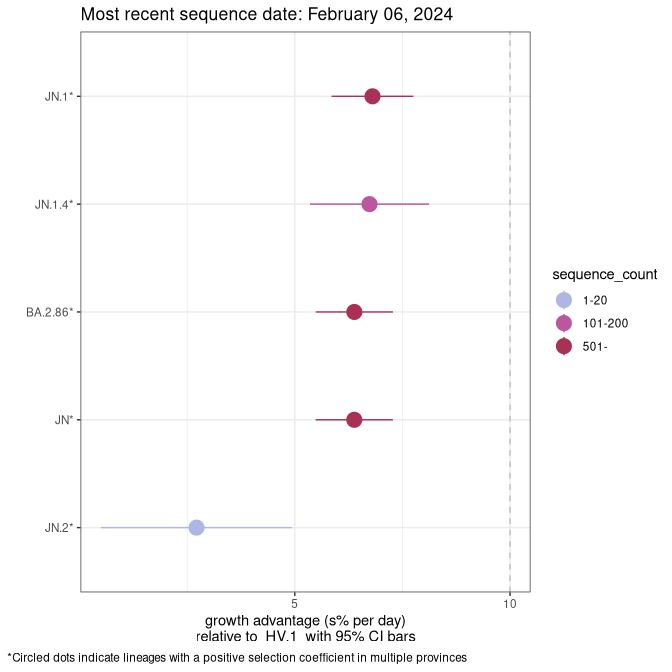 Most recent sequence date: February 06, 2024
JN.1*
JN.1.4*
BA.2.86*
JN*
JN.2*
5
10
growth advantage (s% per day)
relative to  HV.1  with 95% CI bars
*Circled dots indicate lineages with a positive selection coefficient in multiple provinces
sequence_count
1-20
101-200
501-